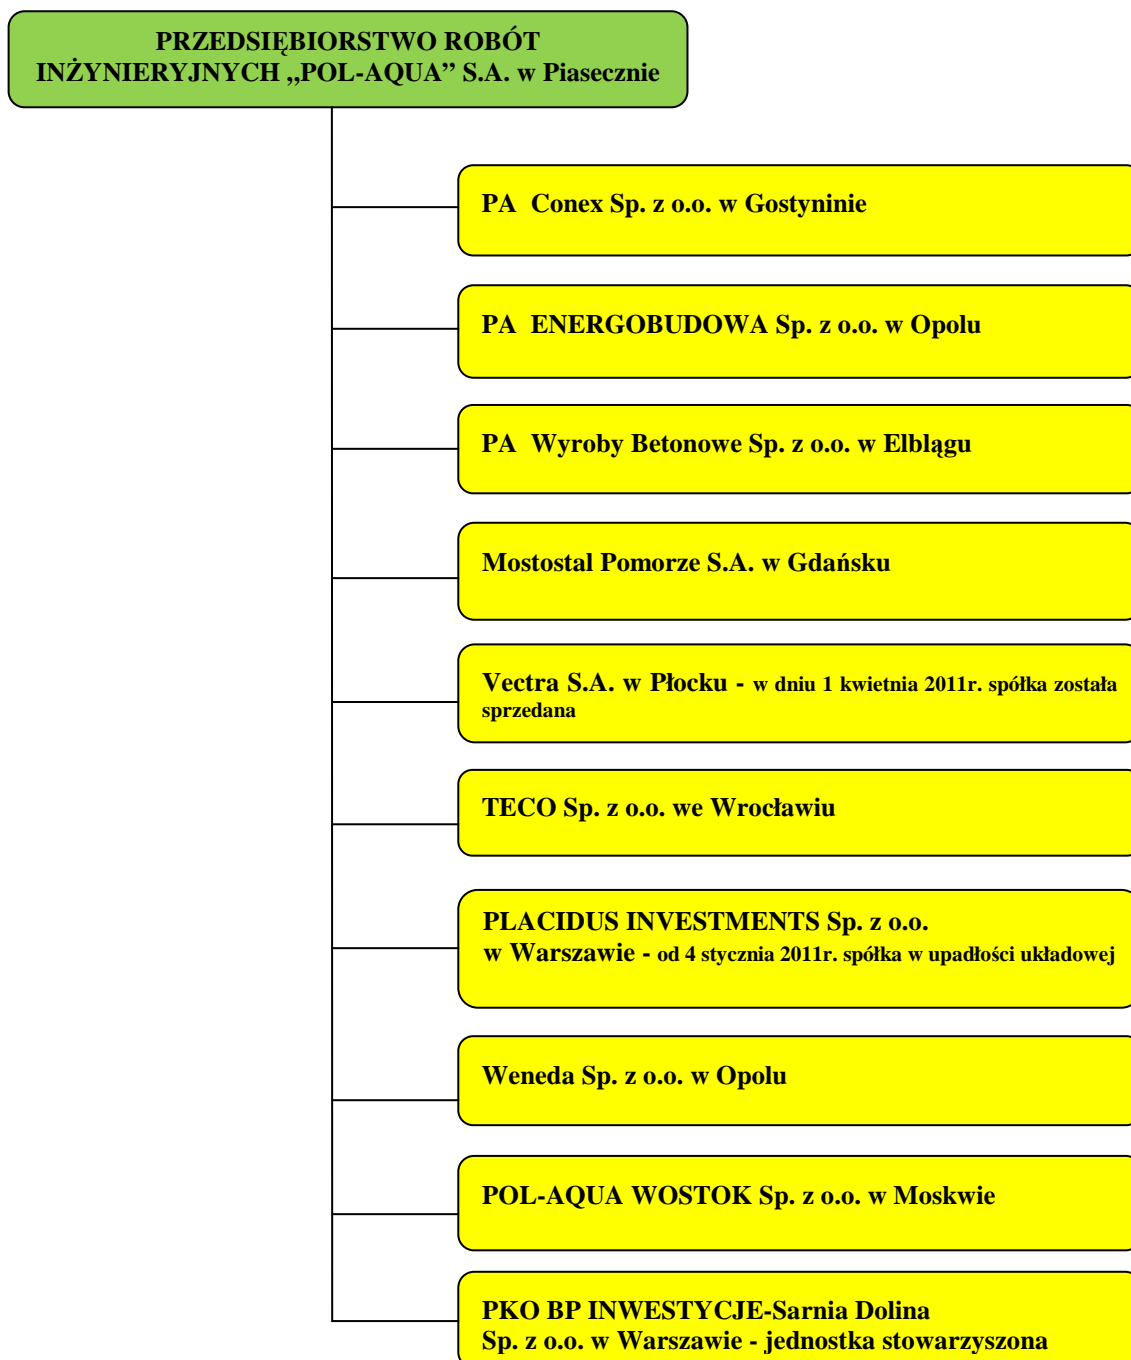 PRZEDSIĘBIORSTWO ROBÓT
INŻYNIERYJNYCH „POL-AQUA” S.A. w Piasecznie
PA Conex Sp. z o.o. w Gostyninie
PA ENERGOBUDOWA Sp. z o.o. w Opolu
PA Wyroby Betonowe Sp. z o.o. w Elblągu
Mostostal Pomorze S.A. w Gdańsku
Vectra S.A. w Płocku - w dniu 1 kwietnia 2011r. spółka została
sprzedana
TECO Sp. z o.o. we Wrocławiu
PLACIDUS INVESTMENTS Sp. z o.o.
w Warszawie - od 4 stycznia 2011r. spółka w upadłości układowej
Weneda Sp. z o.o. w Opolu
POL-AQUA WOSTOK Sp. z o.o. w Moskwie
PKO BP INWESTYCJE-Sarnia Dolina
Sp. z o.o. w Warszawie - jednostka stowarzyszona